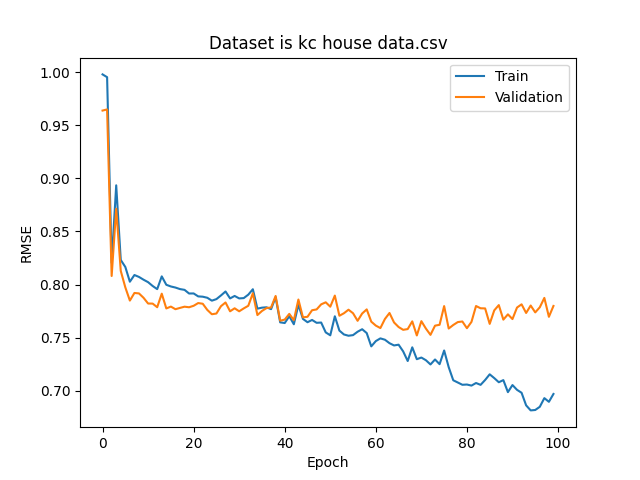 Dataset is kc house data.csv
Train
Validation
1.00
0.95
0.90
0.85
0.80
0.75
0.70
RMSE
0 20 40 60 80 100
Epoch